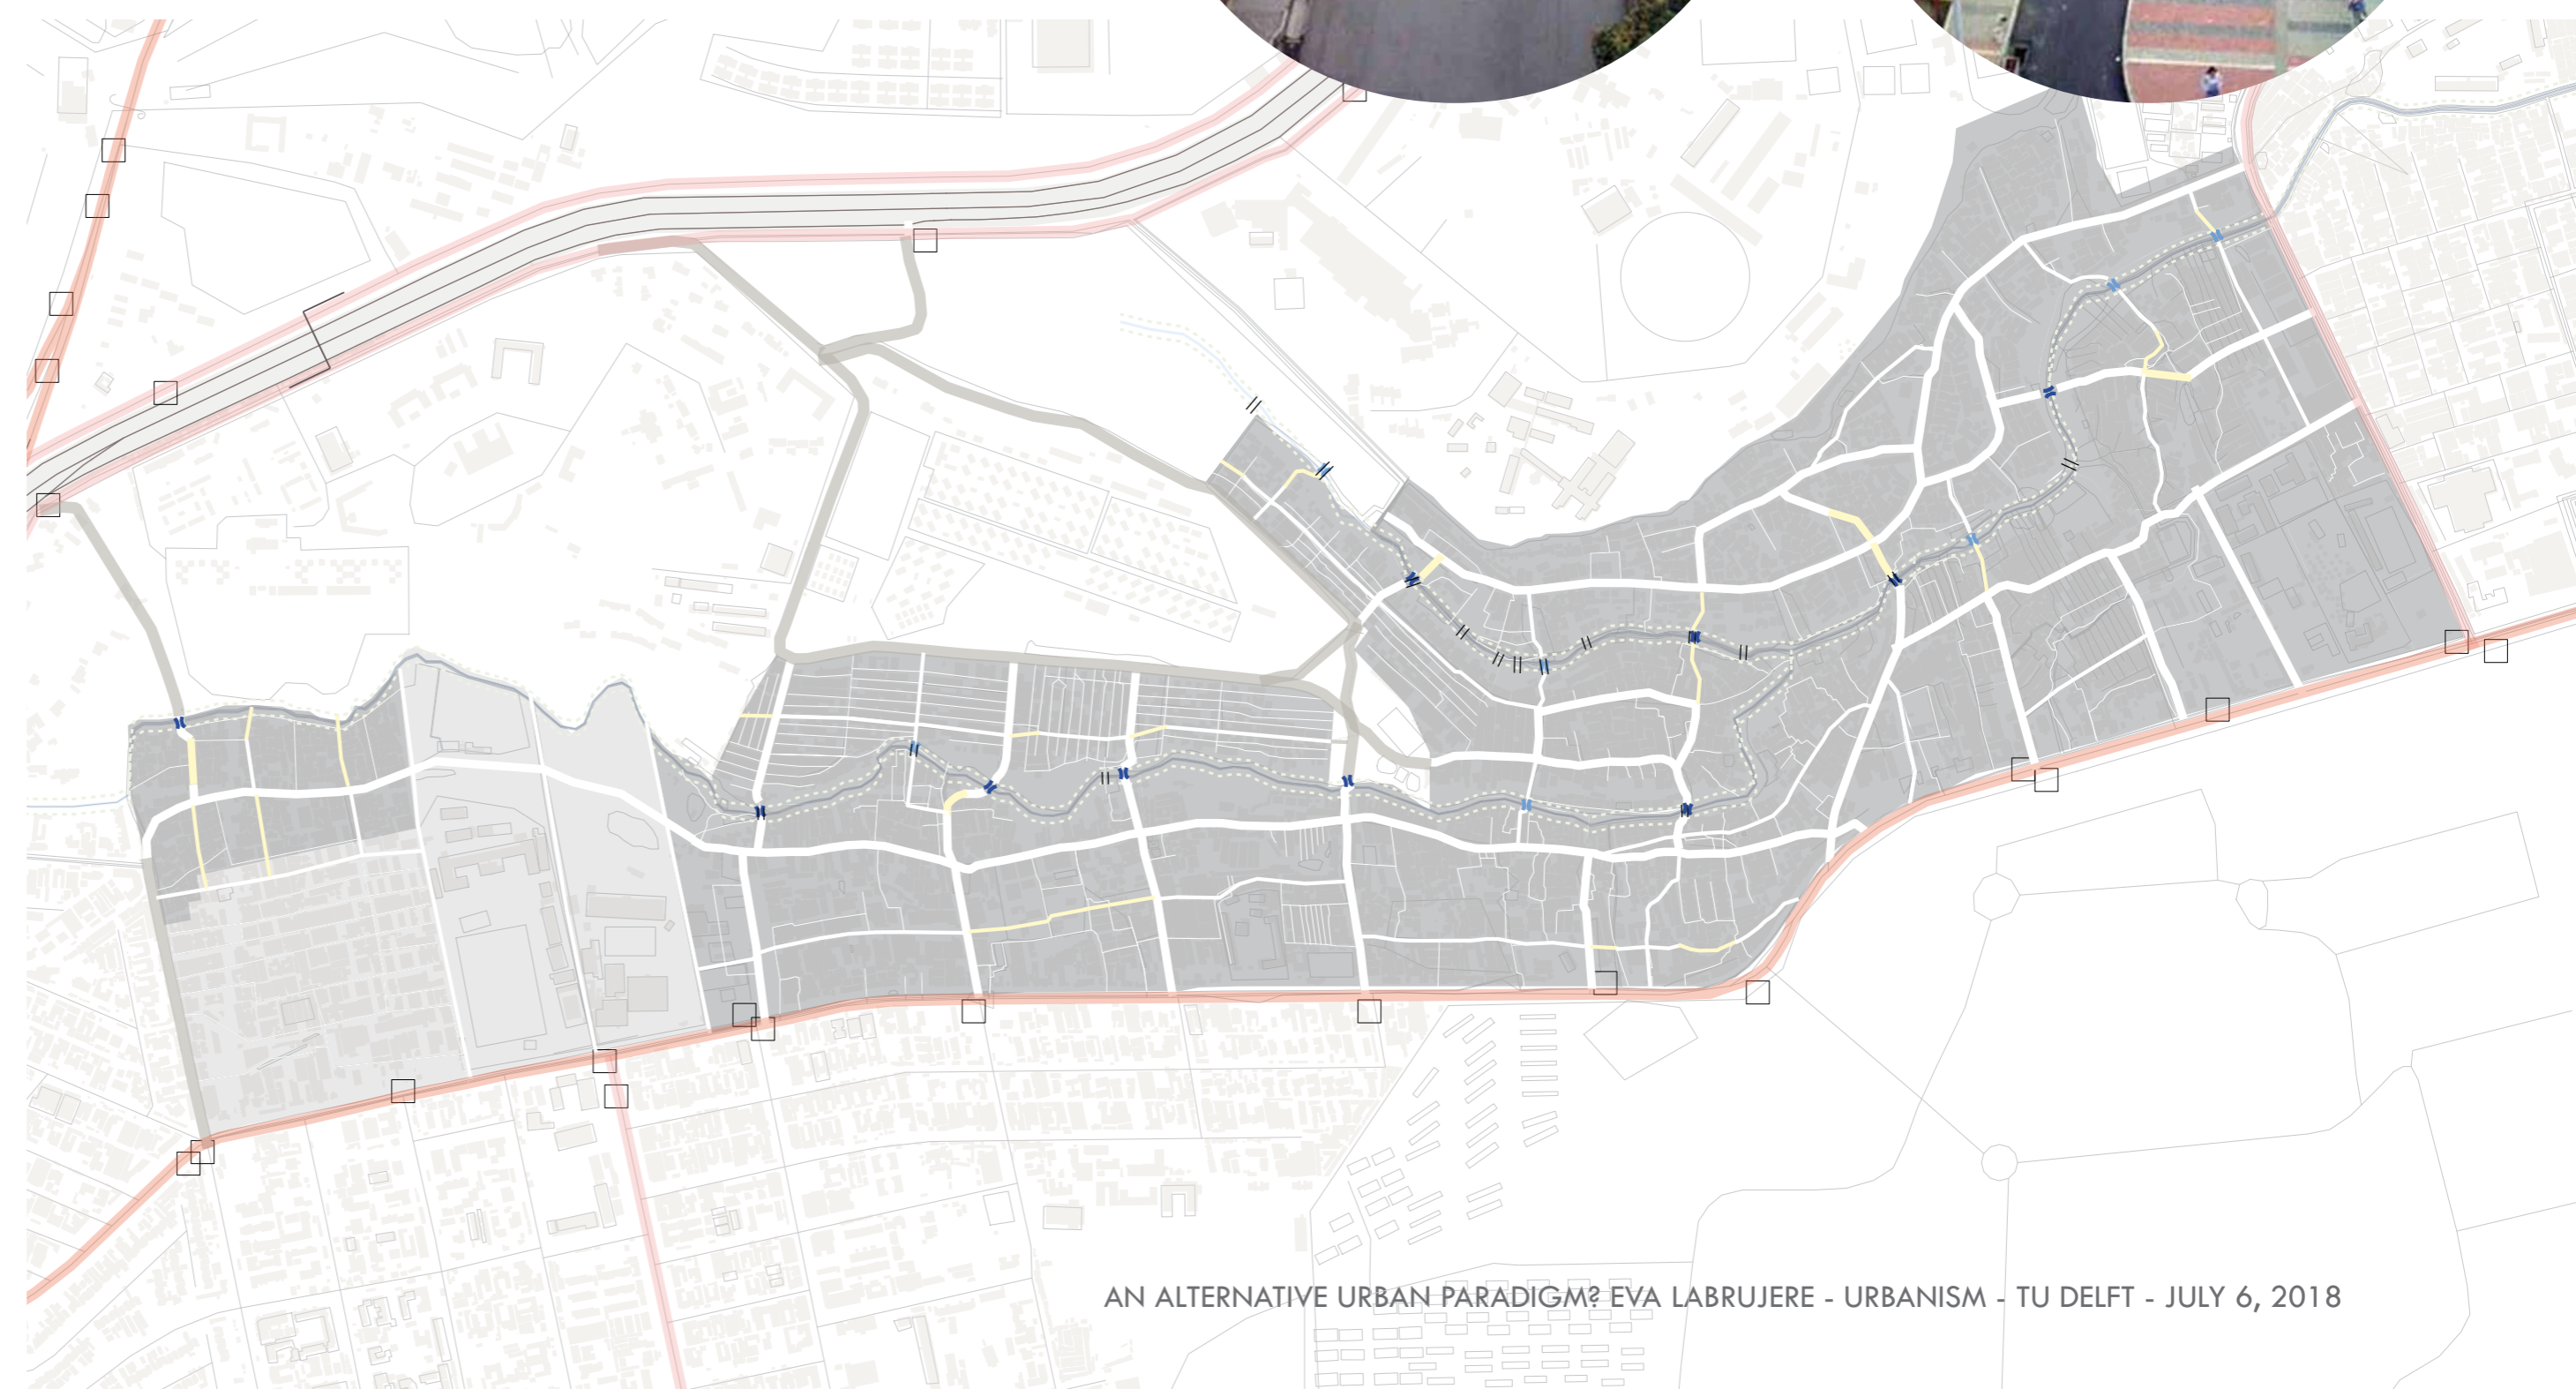 AN ALTERNATIVE URBAN PARADIGM? EVA LABRUJERE - URBANISM - TU DELFT - JULY 6, 2018